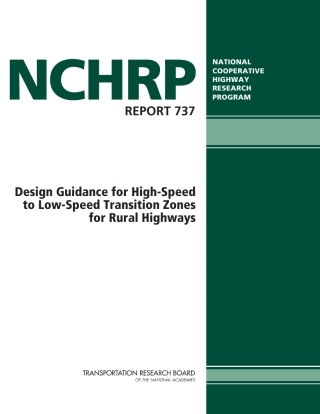 NCHRP
REPORT 737
NATIONAL
COOPERATIVE
HIGHWAY
RESEARCH
PROGRAM
Design Guidance for High-Speed
to Low-Speed Transition Zones
for Rural Highways
TRANSPORTATION RESEARCH BOARD
OF THE NATIONAL ACADEMIES